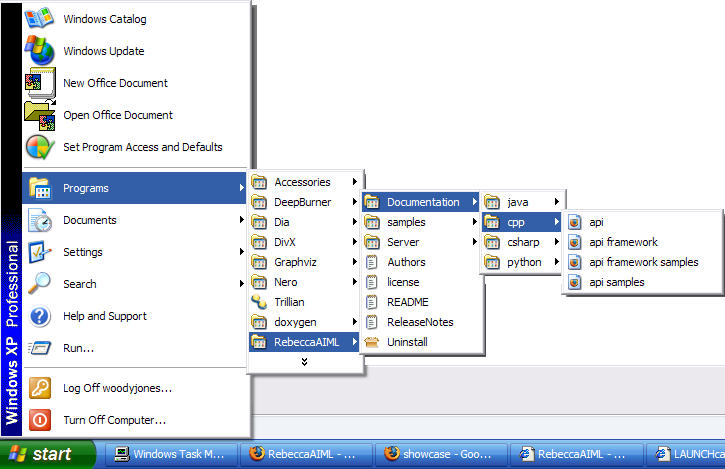 Windows Catalog
Windows Update
New Office Document
Open Office Document
Set Program Access and Defaults
Programs
Documents
Settings
Search
Help and Support
Run...
Log Off woodyjones...
Turn Off Computer...
Windows XP Professional
Accessories
DeepBurner
Dia
DivX
Graphviz
Nero
Trillian
doxygen
RebeccaAIML
Documentation
samples
Server
Authors
license
README
ReleaseNotes
Uninstall
java
cpp
csharp
python
api
api framework
api framework samples
api samples
start
Windows Task M...
RebeccaAIML - ...
showcase - Goo...
RebeccaAIML - ...
LAUNCHca